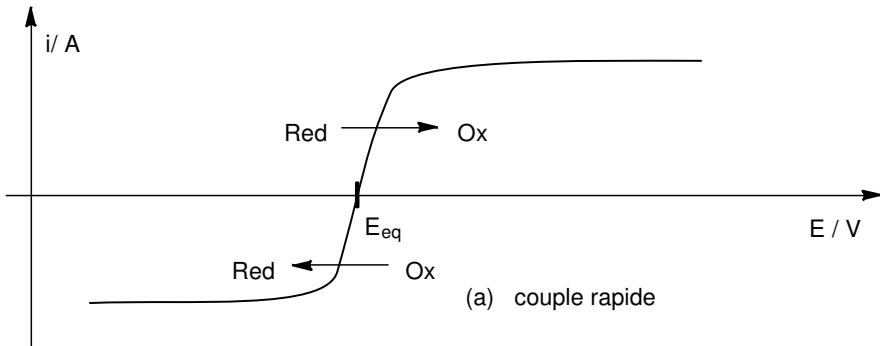 i/ A
Red Ox
E_eq
E / V
Red Ox
(a) couple rapide